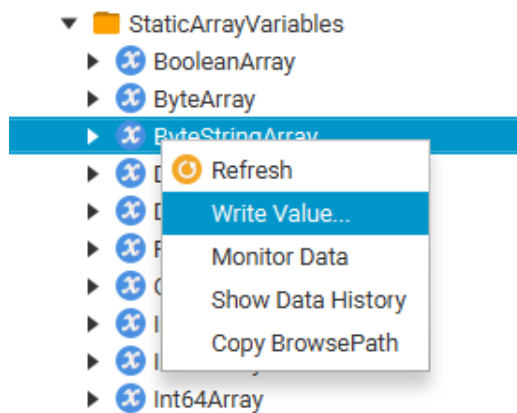 StaticArrayVariables
BooleanArray
ByteArray
ByteStringArray
Refresh
Write Value...
Monitor Data
Show Data History
Copy BrowsePath
Int64Array